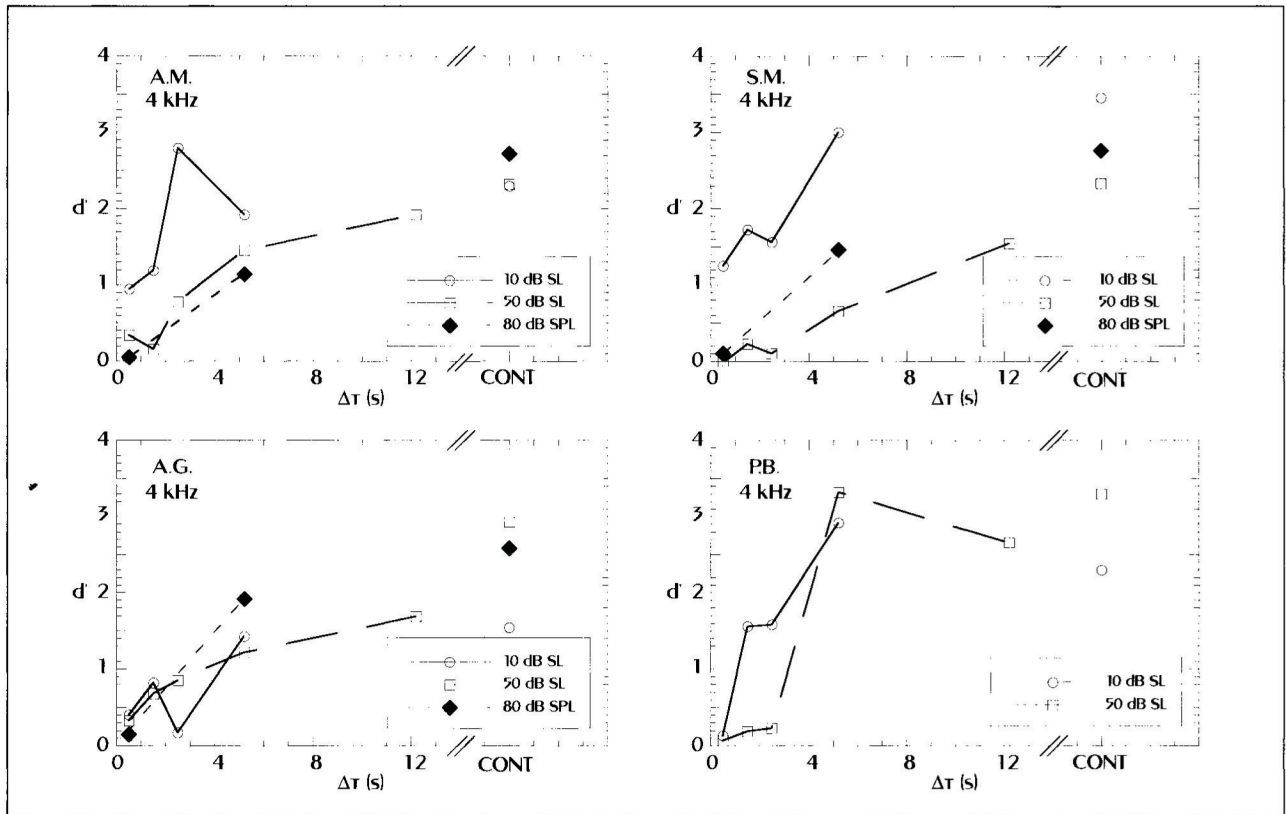 A.M.
4 kHz
4
3
d' 2
1
0
0 4 8 12 CONT
ΔT (s)
10 dB SL
50 dB SL
80 dB SPL
S.M.
4 kHz
4
3
d' 2
1
0
0 4 8 12 CONT
ΔT (s)
10 dB SL
50 dB SL
80 dB SPL
A.G.
4 kHz
4
3
d' 2
1
0
0 4 8 12 CONT
ΔT (s)
10 dB SL
50 dB SL
80 dB SPL
P.B.
4 kHz
4
3
d' 2
1
0
0 4 8 12 CONT
ΔT (s)
10 dB SL
50 dB SL